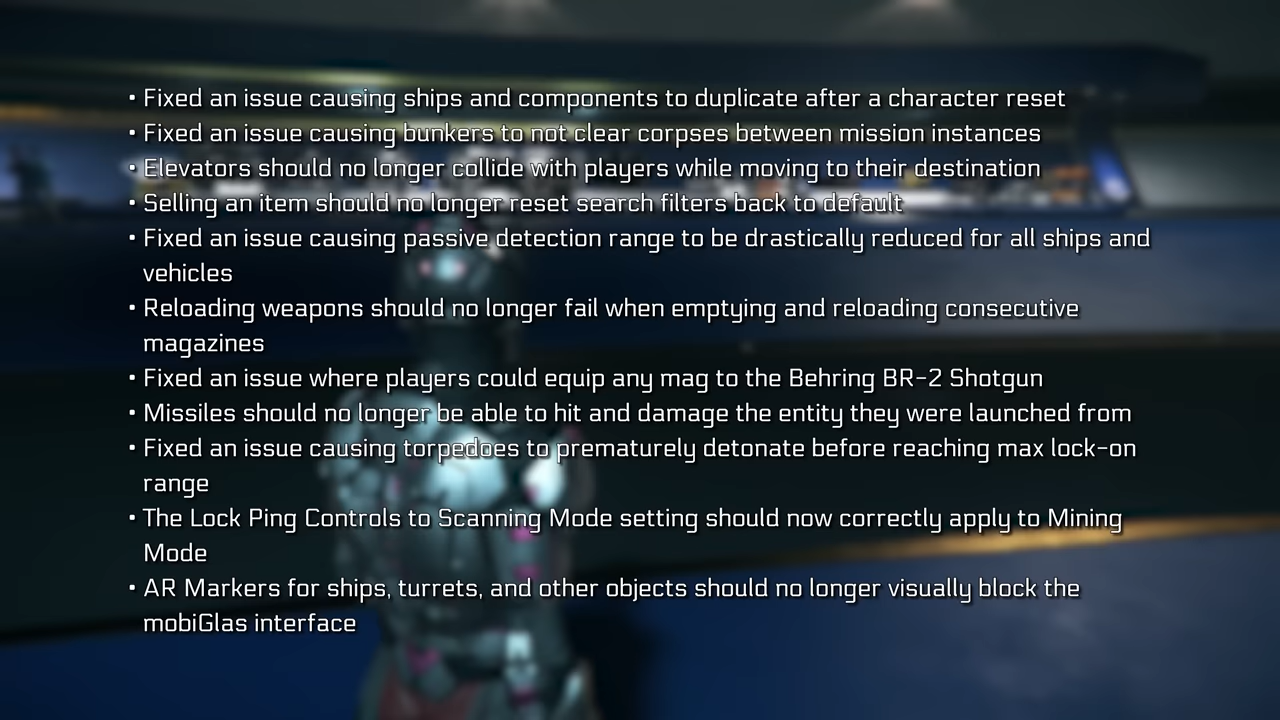 • Fixed an issue causing ships and components to duplicate after a character reset
• Fixed an issue causing bunkers to not clear corpses between mission instances
• Elevators should no longer collide with players while moving to their destination
• Selling an item should no longer reset search filters back to default
• Fixed an issue causing passive detection range to be drastically reduced for all ships and
vehicles
• Reloading weapons should no longer fail when emptying and reloading consecutive
magazines
• Fixed an issue where players could equip any mag to the Behring BR-2 Shotgun
• Missiles should no longer be able to hit and damage the entity they were launched from
• Fixed an issue causing torpedoes to prematurely detonate before reaching max lock-on
range
• The Lock Ping Controls to Scanning Mode setting should now correctly apply to Mining
Mode
• AR Markers for ships, turrets, and other objects should no longer visually block the
mobiGlas interface